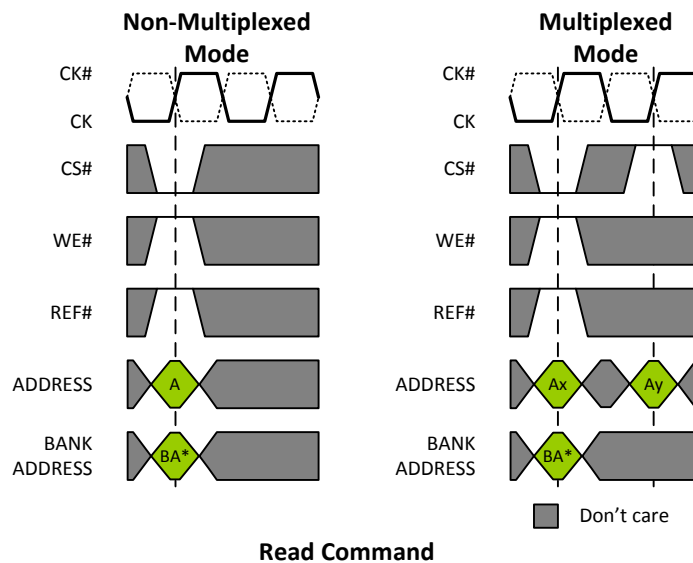 Non-Multiplexed
Mode
CK#
CK
CS#
WE#
REF#
ADDRESS
A
BANK
ADDRESS
BA*
Multiplexed
Mode
CK#
CK
CS#
WE#
REF#
ADDRESS
Ax
Ay
BANK
ADDRESS
BA*
Don't care
Read Command